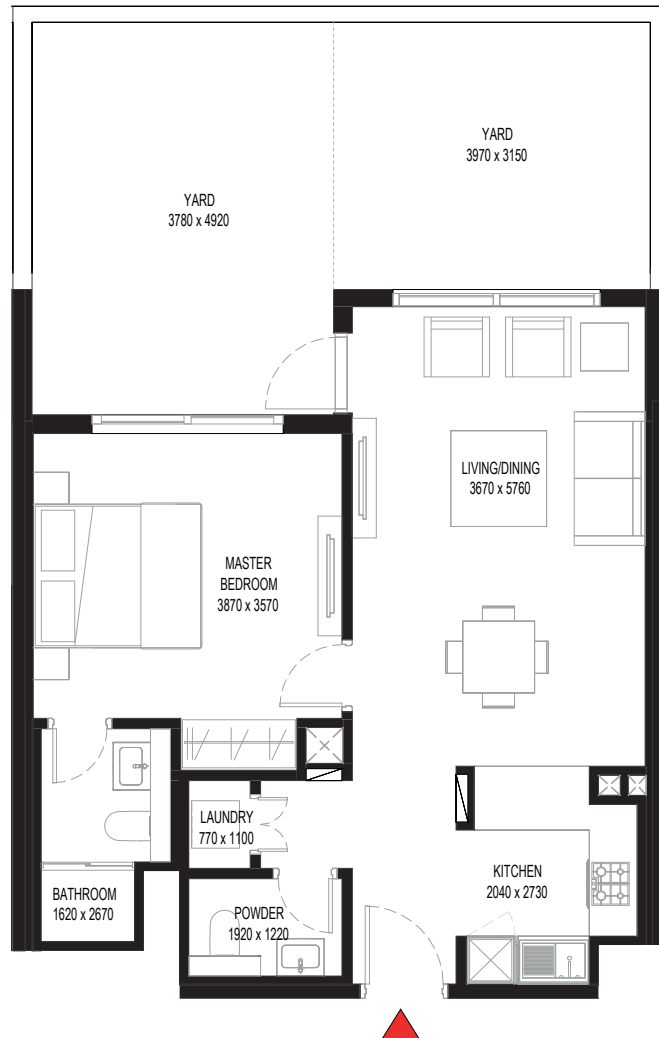 YARD
3970 x 3150
YARD
3780 x 4920
LIVING/DINING
3670 x 5760
MASTER
BEDROOM
3870 x 3570
LAUNDRY
770 x 1100
KITCHEN
2040 x 2730
BATHROOM
1620 x 2670
POWDER
1920 x 1220